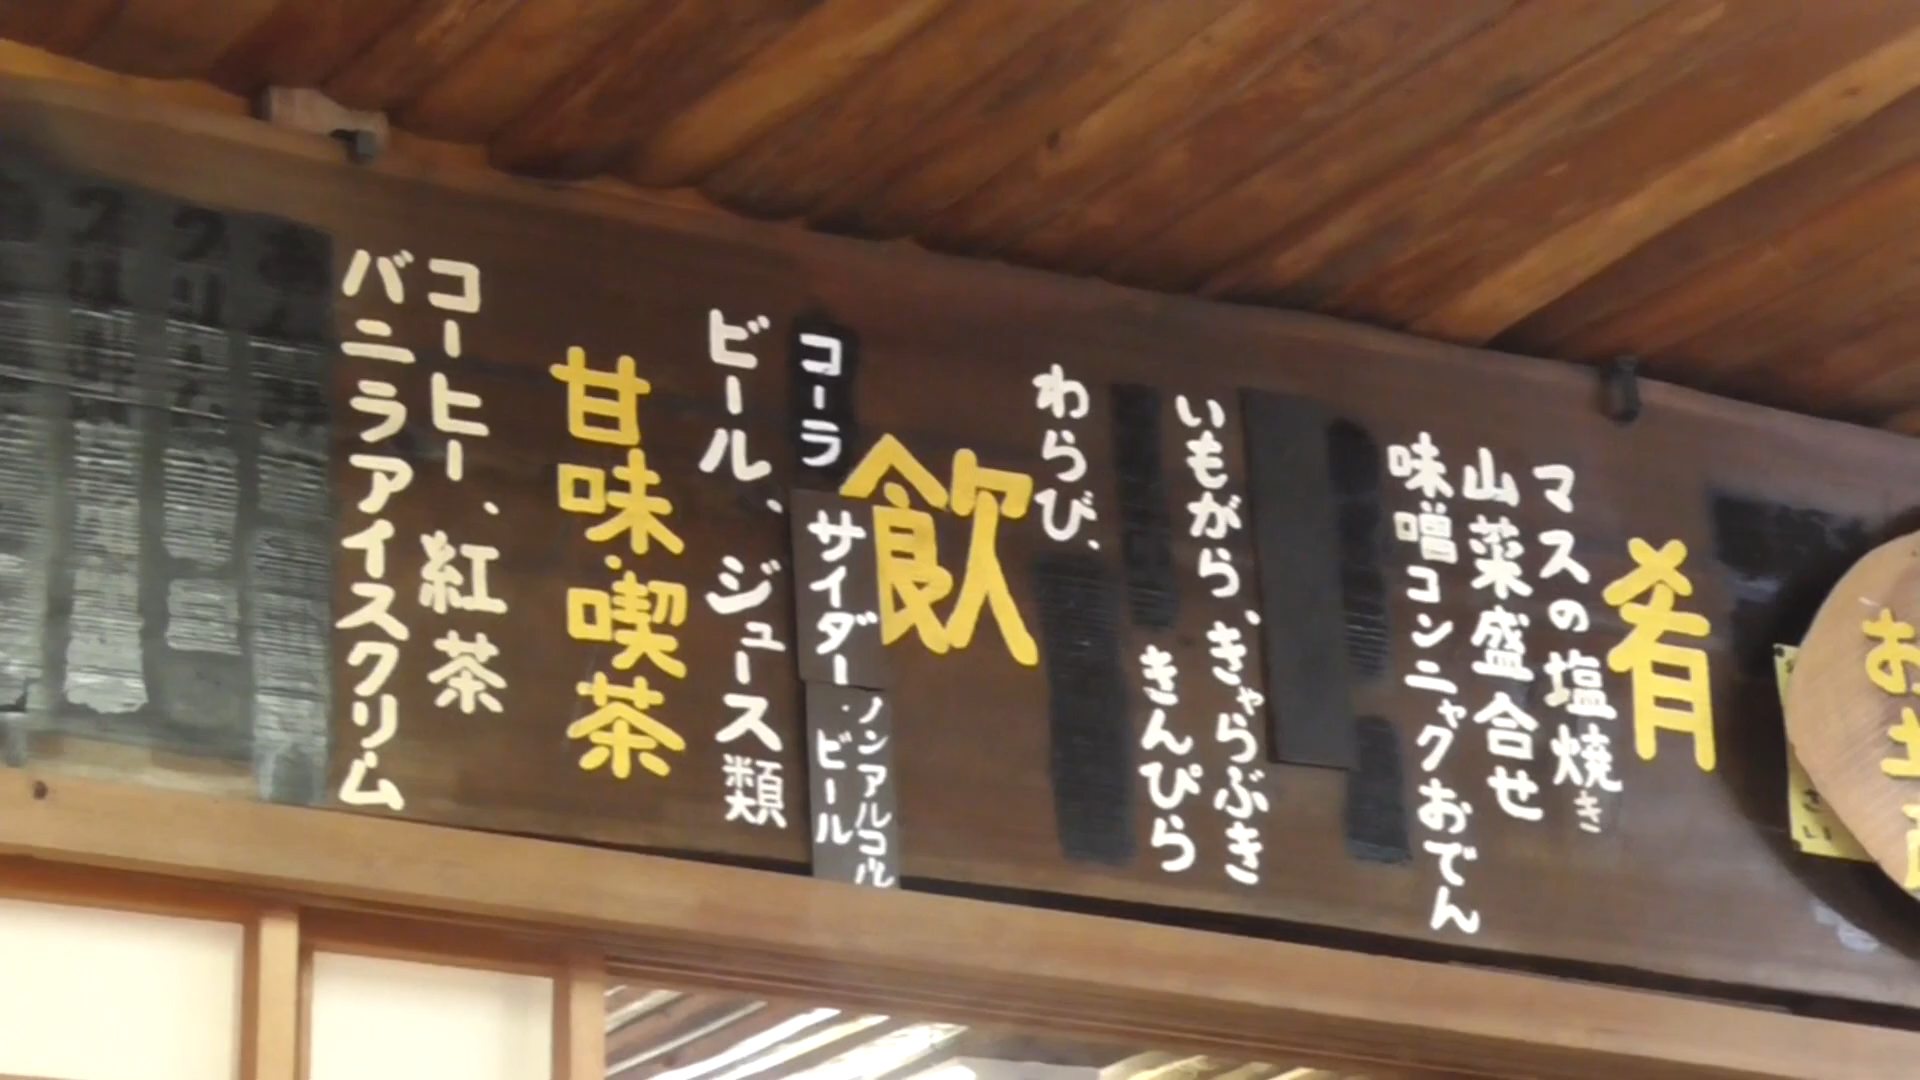 肴
マスの塩焼き
山菜盛合せ
味噌コンニャクおでん
いもがら、きゃらぶき
きんぴら
わらび、
飲
コーラ
サイダー
ノンアルコール
ビール
ビール、ジュース類
甘味・喫茶
コーヒー、紅茶
バニラアイスクリーム